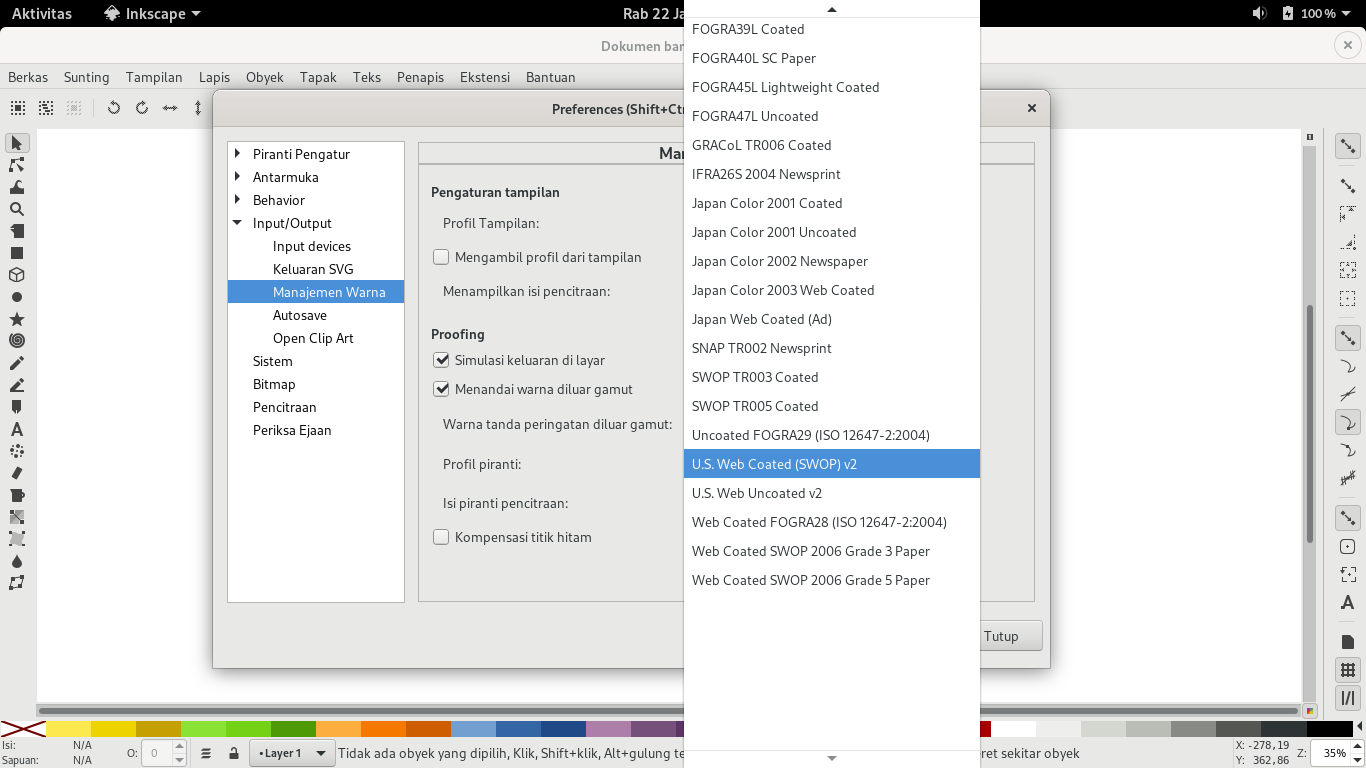 Aktivitas
Inkscape
Rab 22 Ja
100 %
Dokumen bar
Berkas Sunting Tampilan Lapis Obyek Tapak Teks Penapis Ekstensi Bantuan
Preferences (Shift+Ctr
Piranti Pengatur
Antarmuka
Behavior
Input/Output
Input devices
Keluaran SVG
Manajemen Warna
Autosave
Open Clip Art
Sistem
Bitmap
Pencitraan
Periksa Ejaan
Mar
Pengaturan tampilan
Profil Tampilan:
Mengambil profil dari tampilan
Menampilkan isi pencitraan:
Proofing
Simulasi keluaran di layar
Menandai warna diluar gamut
Warna tanda peringatan diluar gamut:
Profil piranti:
Isi piranti pencitraan:
Kompensasi titik hitam
FOGRA39L Coated
FOGRA40L SC Paper
FOGRA45L Lightweight Coated
FOGRA47L Uncoated
GRACoL TR006 Coated
IFRA26S 2004 Newsprint
Japan Color 2001 Coated
Japan Color 2001 Uncoated
Japan Color 2002 Newspaper
Japan Color 2003 Web Coated
Japan Web Coated (Ad)
SNAP TR002 Newsprint
SWOP TR003 Coated
SWOP TR005 Coated
Uncoated FOGRA29 (ISO 12647-2:2004)
U.S. Web Coated (SWOP) v2
U.S. Web Uncoated v2
Web Coated FOGRA28 (ISO 12647-2:2004)
Web Coated SWOP 2006 Grade 3 Paper
Web Coated SWOP 2006 Grade 5 Paper
Tutup
Isi: N/A
Sapuan: N/A
O: 0
•Layer 1
Tidak ada obyek yang dipilih, Klik, Shift+klik, Alt+gulung te
ret sekitar obyek
X: -278,19
Y: 362,86
Z: 35%